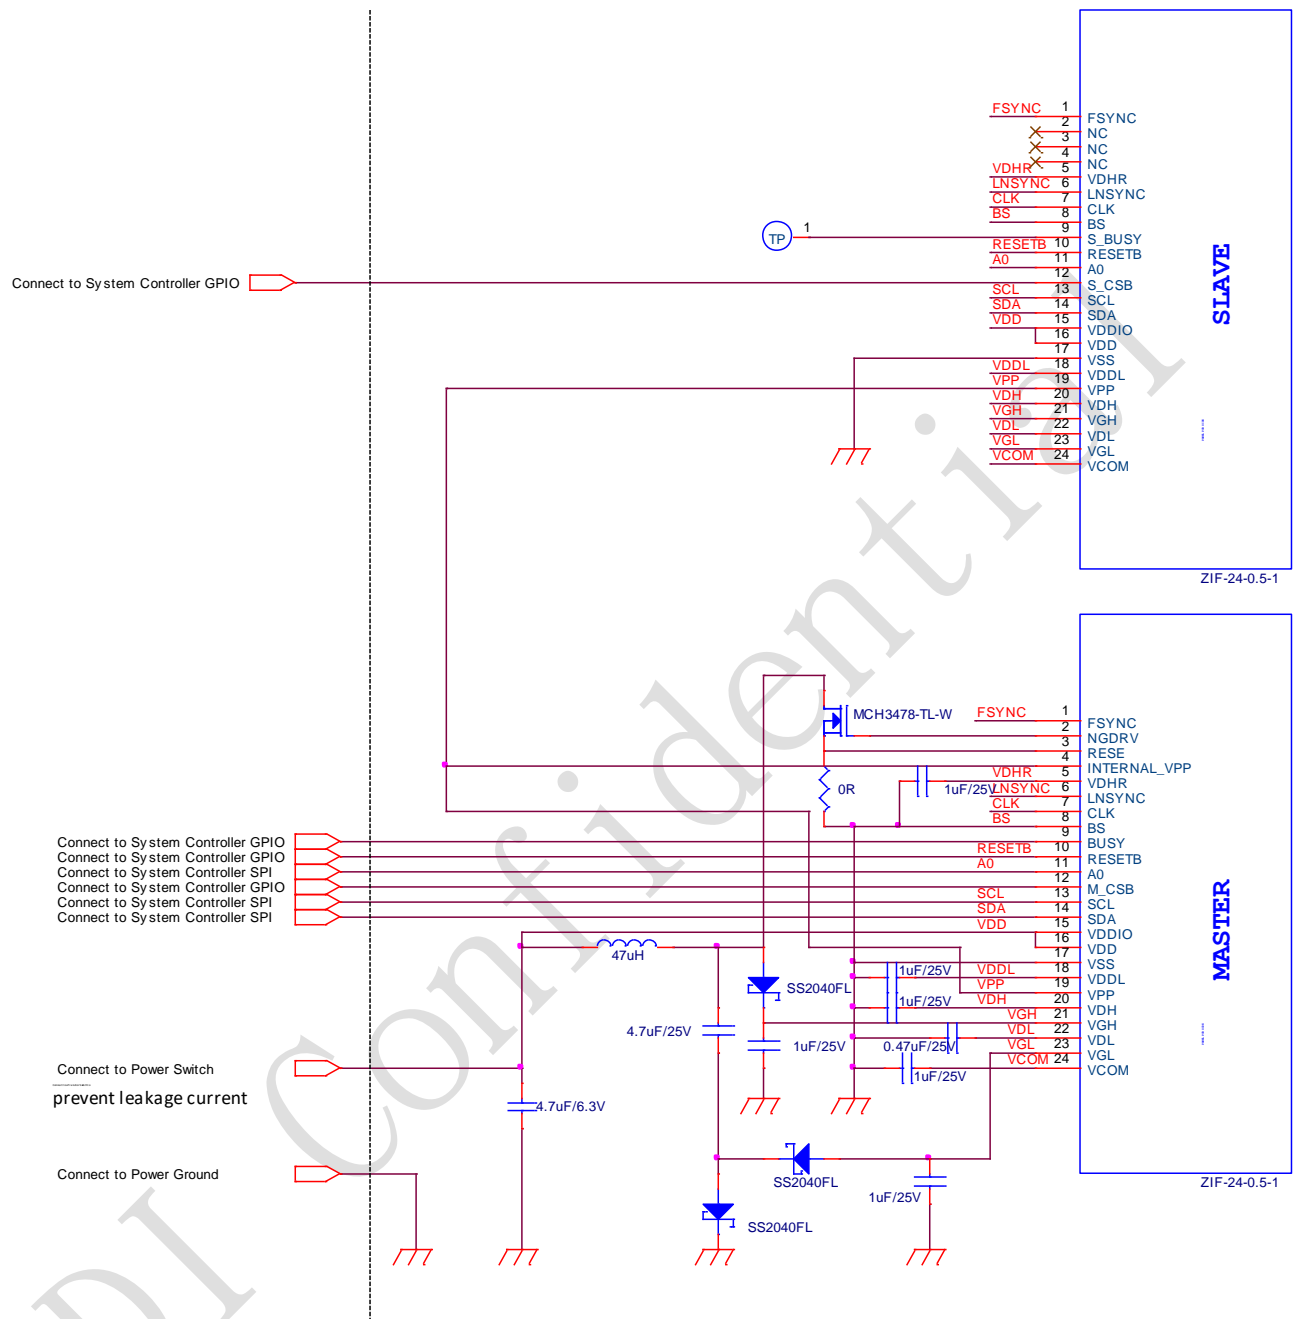 FSYNC 1 FSYNC
2 NC
3 NC
4 NC
VDHR 5 VDHR
LNSYNC 6 LNSYNC
CLK 7 CLK
BS 8 BS
TP 1 9 S_BUSY
RESETB 10 RESETB
A0 11 A0
Connect to System Controller GPIO 12 S_CSB
SCL 13 SCL
SDA 14 SDA
VDD 15 VDDIO
16 VDD
17 VSS
VDDL 18 VDDL
VPP 19 VPP
VDH 20 VDH
VGH 21 VGH
VDL 22 VDL
VGL 23 VGL
VCOM 24 VCOM
SLAVE
ZIF-24-0.5-1
FSYNC 1 FSYNC
MCH3478-TL-W 2 NGDRV
3 RESE
4 INTERNAL_VPP
VDHR 5 VDHR
0R 1uF/25V LNSYNC 6 LNSYNC
CLK 7 CLK
BS 8 BS
Connect to System Controller GPIO 9 BUSY
Connect to System Controller GPIO RESETB 10 RESETB
Connect to System Controller SPI A0 11 A0
Connect to System Controller GPIO 12 M_CSB
Connect to System Controller SPI SCL 13 SCL
Connect to System Controller SPI SDA 14 SDA
VDD 15 VDDIO
47uH 16 VDD
17 VSS
1uF/25V VDDL 18 VDDL
SS2040FL VPP 19 VPP
1uF/25V VDH 20 VDH
VGH 21 VGH
4.7uF/25V VDL 22 VDL
1uF/25V 0.47uF/25V VGL 23 VGL
VCOM 24 VCOM
1uF/25V
MASTER
Connect to Power Switch
prevent leakage current
4.7uF/6.3V
Connect to Power Ground
SS2040FL
1uF/25V
SS2040FL
ZIF-24-0.5-1
DI Confidential